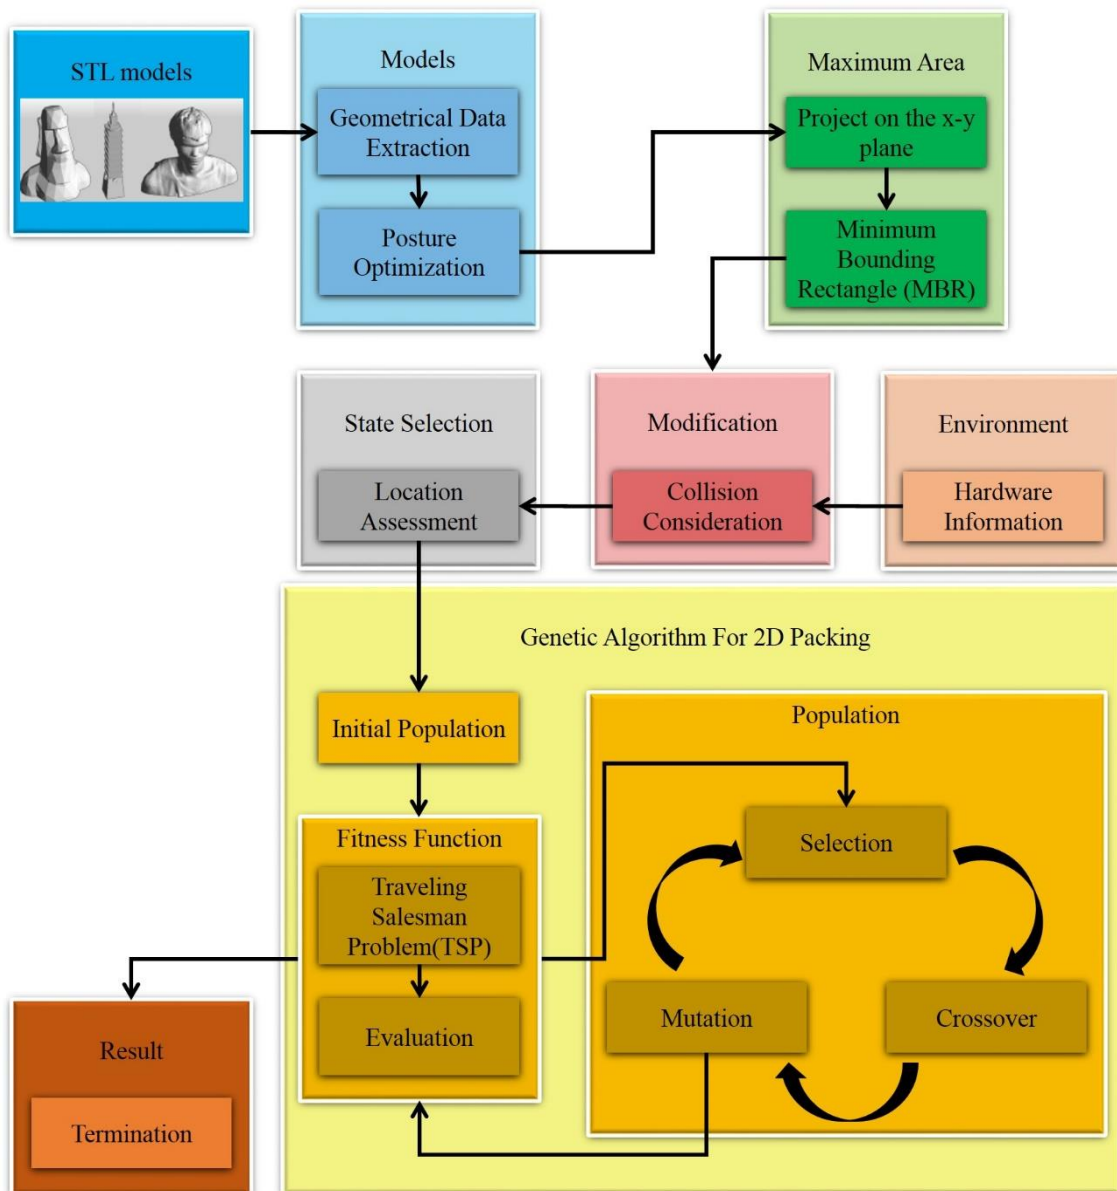 STL models
Models
Geometrical Data
Extraction
Posture
Optimization
Maximum Area
Project on the x-y
plane
Minimum
Bounding
Rectangle (MBR)
State Selection
Location
Assessment
Modification
Collision
Consideration
Environment
Hardware
Information
Genetic Algorithm For 2D Packing
Initial Population
Fitness Function
Traveling
Salesman
Problem(TSP)
Evaluation
Population
Selection
Mutation
Crossover
Result
Termination